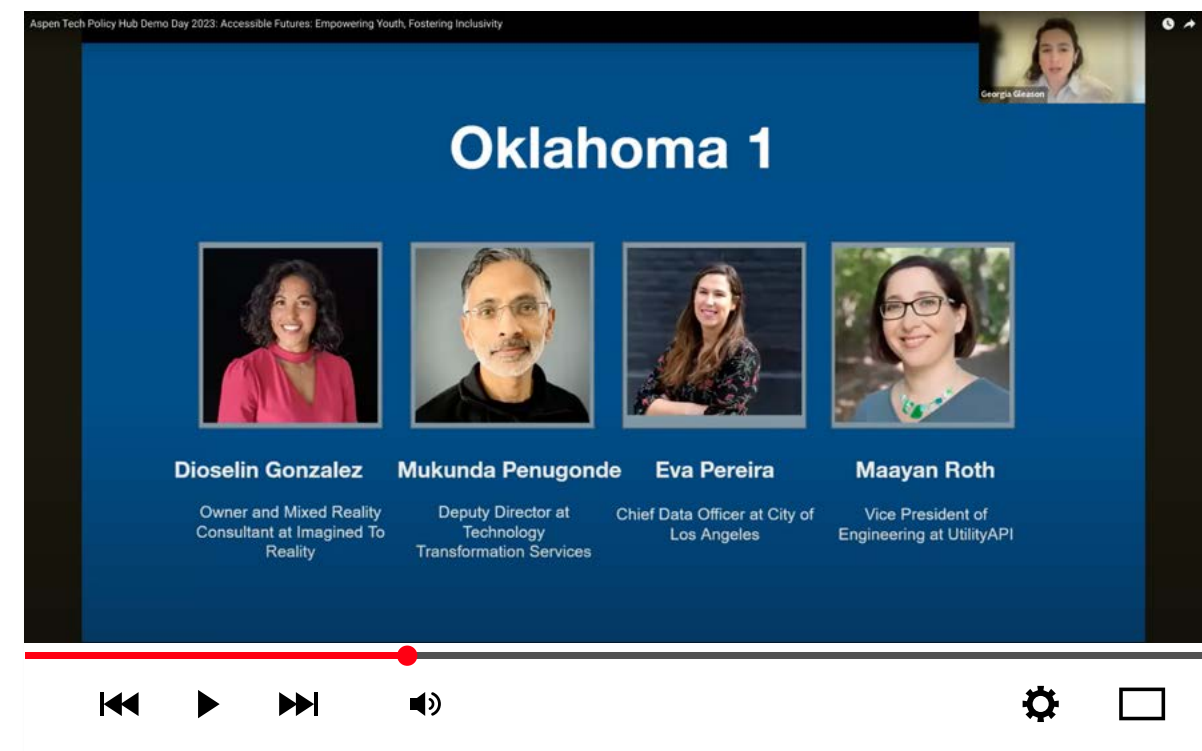 Aspen Tech Policy Hub Demo Day 2023: Accessible Futures: Empowering Youth, Fostering Inclusivity
Georgia Gleason
Oklahoma 1
Dioselin Gonzalez
Owner and Mixed Reality
Consultant at Imagined To
Reality
Mukunda Penugonde
Deputy Director at
Technology
Transformation Services
Eva Pereira
Chief Data Officer at City of
Los Angeles
Maayan Roth
Vice President of
Engineering at UtilityAPI